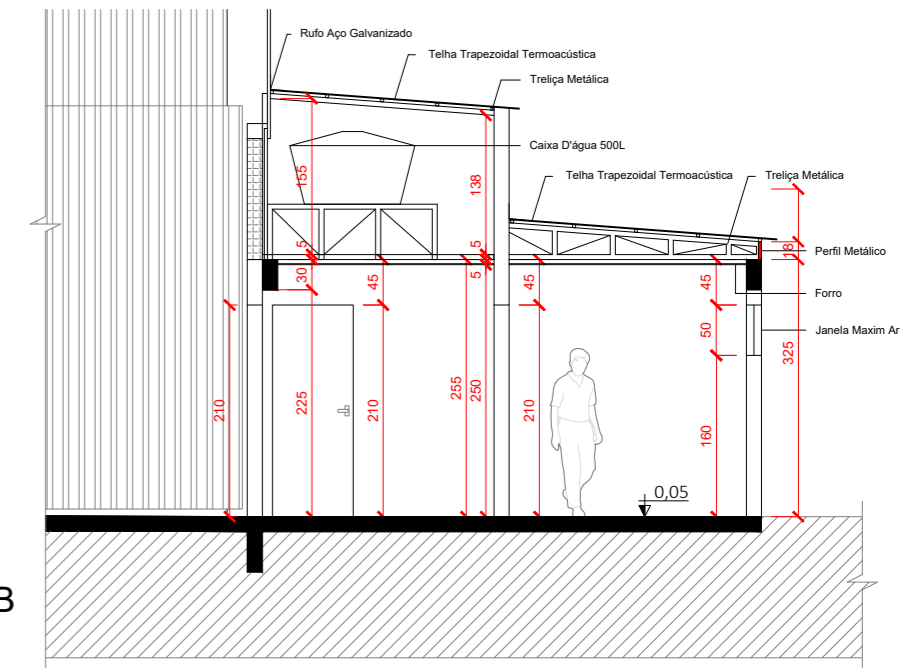 Rufo Aço Galvanizado
Telha Trapezoidal Termoacústica
Treliça Metálica
Caixa D'água 500L
Telha Trapezoidal Termoacústica
Treliça Metálica
155
138
5
5
18
Perfil Metálico
30
45
5
45
45
Forro
50
Janela Maxim Ar
325
210
225
210
255
250
210
160
0,05
B